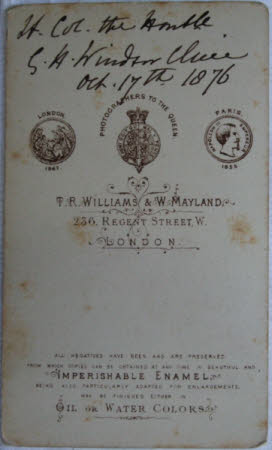 Lt. Col. the Honble
G. H. Windsor Clive
Oct. 17th 1876
LONDON
1862
PHOTOGRAPHERS TO THE QUEEN
PARIS
1855
T. R. WILLIAMS & W. MAYLAND,
236, REGENT STREET, W.
LONDON.
ALL NEGATIVES HAVE BEEN AND ARE PRESERVED
FROM WHICH COPIES CAN BE OBTAINED AT ANY TIME IN BEAUTIFUL AND
IMPERISHABLE ENAMEL,
BEING ALSO PARTICULARLY ADAPTED FOR ENLARGEMENTS,
MAY BE FINISHED EITHER IN
OIL OR WATER COLORS.